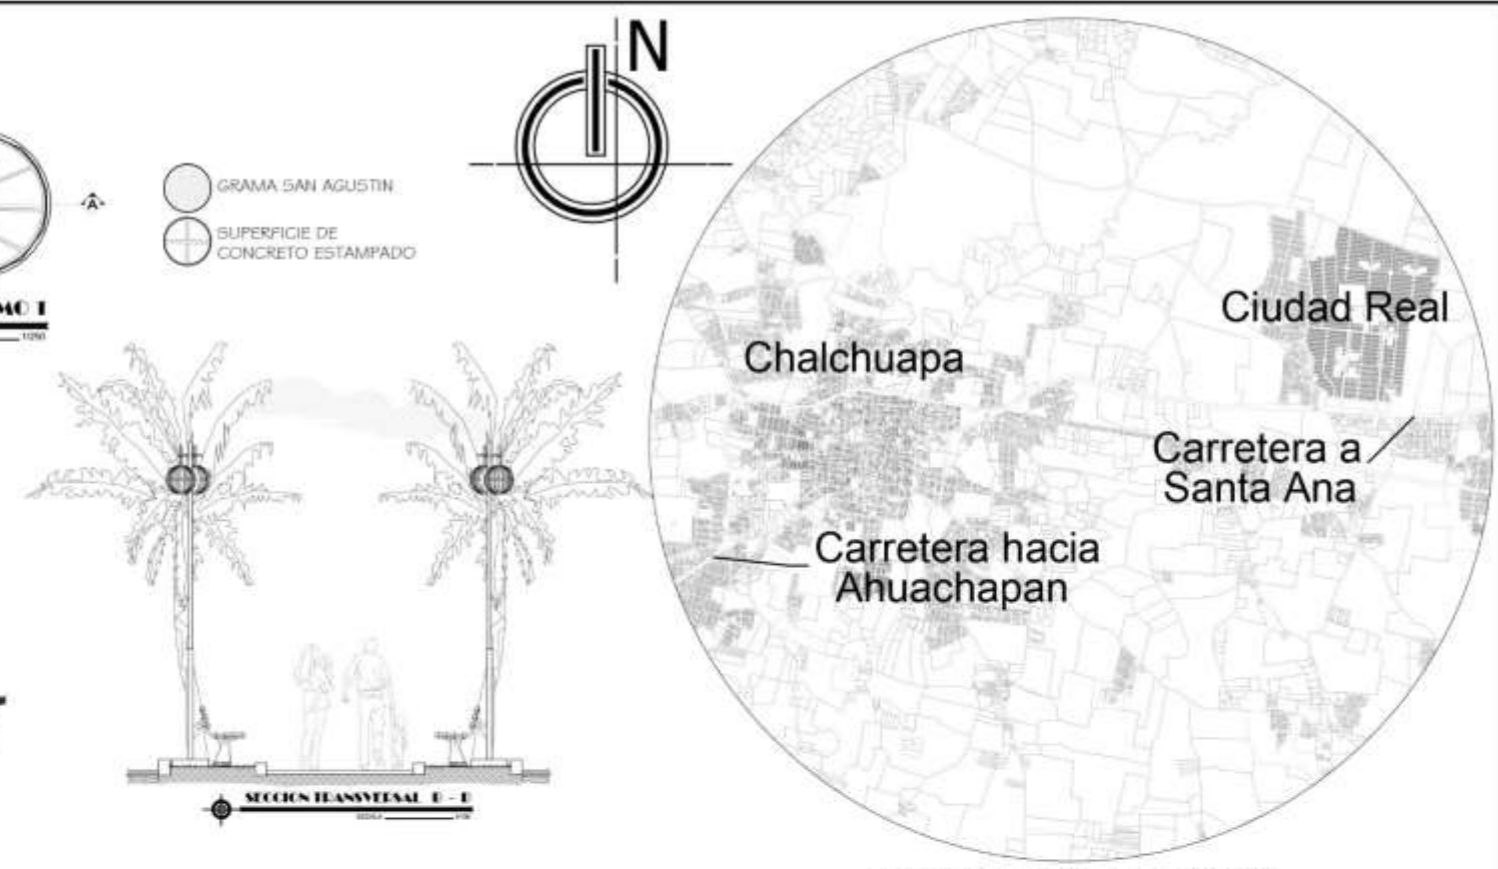 N
A
GRAMA SAN AGUSTIN
SUPERFICIE DE
CONCRETO ESTAMPADO
Ciudad Real
Chalchuapa
Carretera a
Santa Ana
Carretera hacia
Ahuachapan
SECCION TRANSVERSAL